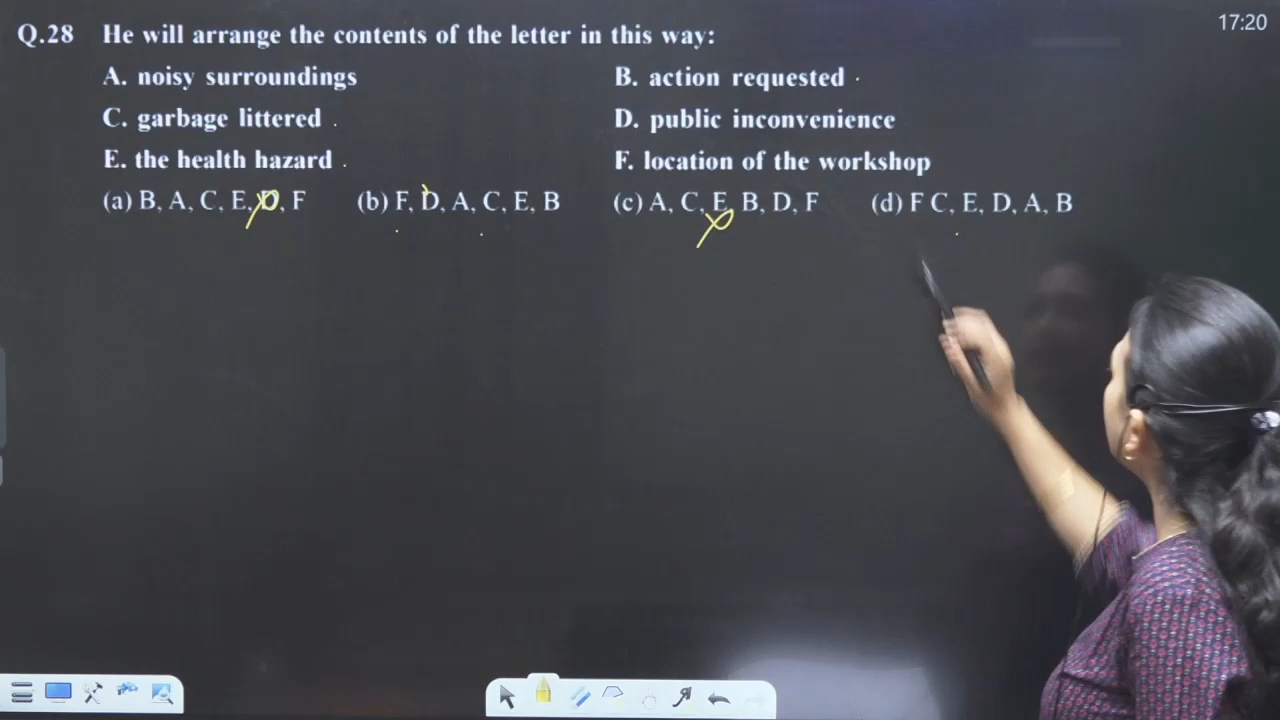 17:20
Q.28 He will arrange the contents of the letter in this way:
A. noisy surroundings B. action requested
C. garbage littered D. public inconvenience
E. the health hazard F. location of the workshop
(a) B, A, C, E, D, F (b) F, D, A, C, E, B (c) A, C, E, B, D, F (d) F C, E, D, A, B